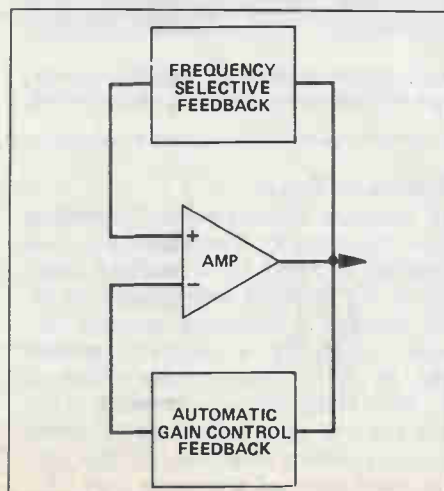 FREQUENCY
SELECTIVE
FEEDBACK
+
AMP
−
AUTOMATIC
GAIN CONTROL
FEEDBACK